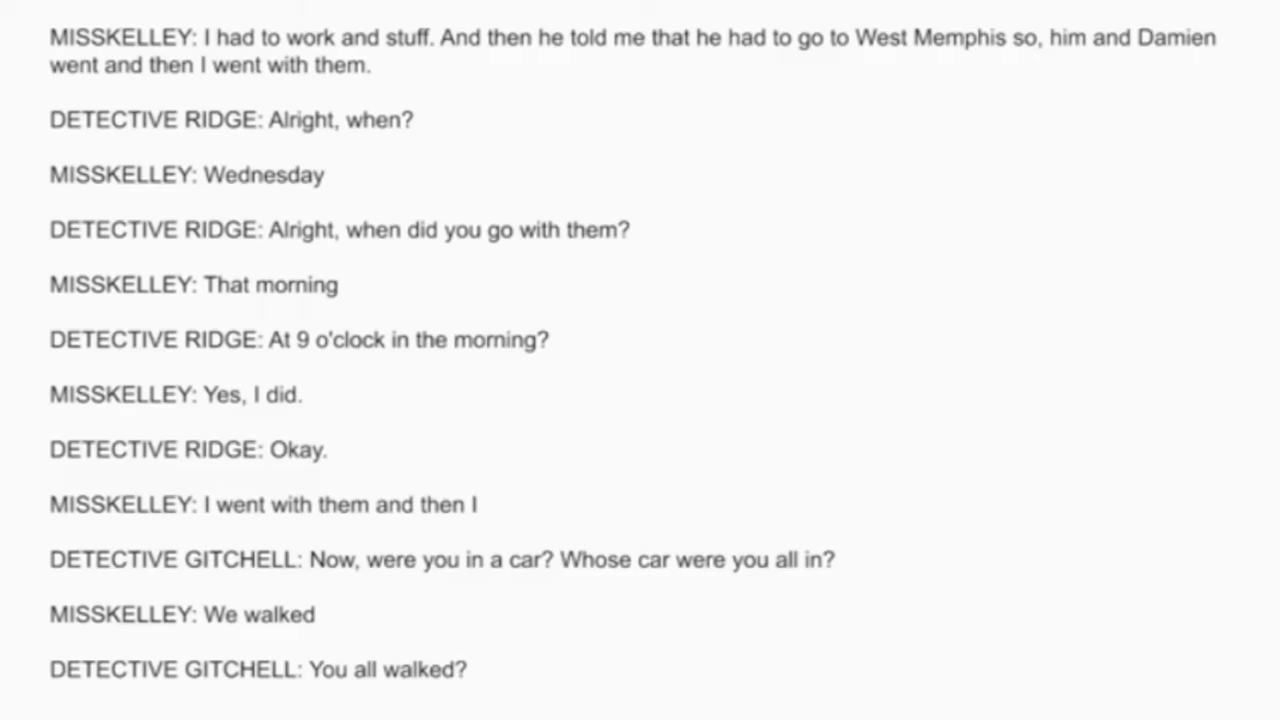 MISSKELLEY: I had to work and stuff. And then he told me that he had to go to West Memphis so, him and Damien
went and then I went with them.
DETECTIVE RIDGE: Alright, when?
MISSKELLEY: Wednesday
DETECTIVE RIDGE: Alright, when did you go with them?
MISSKELLEY: That morning
DETECTIVE RIDGE: At 9 o'clock in the morning?
MISSKELLEY: Yes, I did.
DETECTIVE RIDGE: Okay.
MISSKELLEY: I went with them and then I
DETECTIVE GITCHELL: Now, were you in a car? Whose car were you all in?
MISSKELLEY: We walked
DETECTIVE GITCHELL: You all walked?